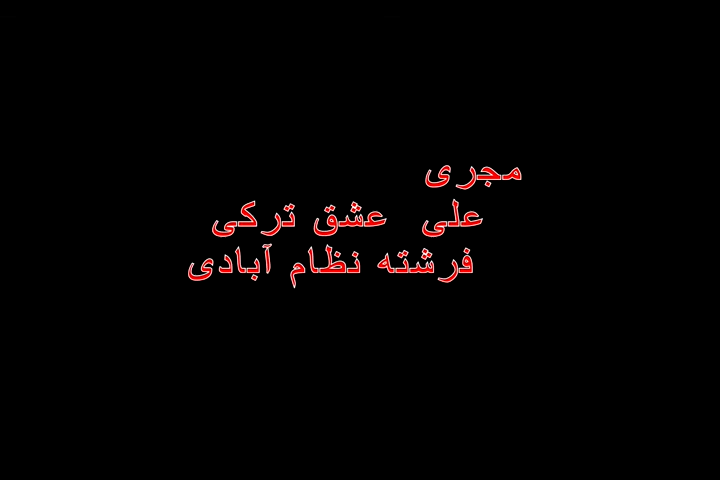 مجری
علی عشق ترکی
فرشته نظام آبادی